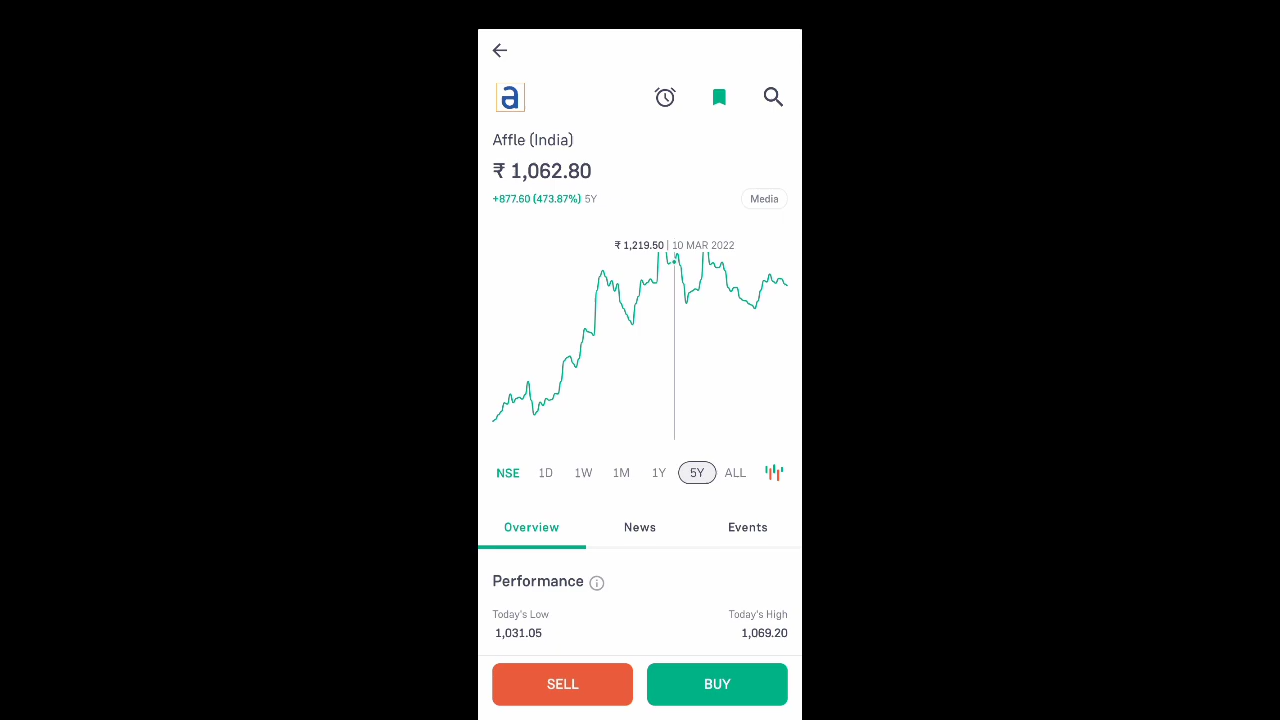 a
Affle (India)
₹ 1,062.80
+877.60 (473.87%) 5Y
Media
₹ 1,219.50 | 10 MAR 2022
NSE 1D 1W 1M 1Y 5Y ALL
Overview News Events
Performance
Today's Low Today's High
1,031.05 1,069.20
SELL BUY